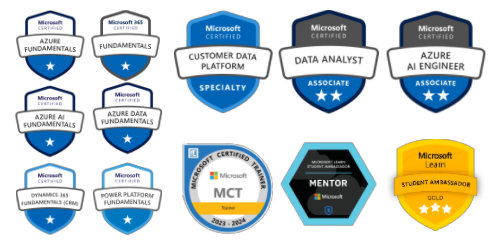 Microsoft
CERTIFIED
AZURE
FUNDAMENTALS
Microsoft 365
CERTIFIED
FUNDAMENTALS
Microsoft
CERTIFIED
CUSTOMER DATA
PLATFORM
SPECIALTY
Microsoft
CERTIFIED
DATA ANALYST
ASSOCIATE
Microsoft
CERTIFIED
AZURE
AI ENGINEER
ASSOCIATE
Microsoft
CERTIFIED
AZURE AI
FUNDAMENTALS
Microsoft
CERTIFIED
AZURE DATA
FUNDAMENTALS
Microsoft
CERTIFIED
DYNAMICS 365
FUNDAMENTALS (CRM)
Microsoft
CERTIFIED
POWER PLATFORM
FUNDAMENTALS
MICROSOFT CERTIFIED TRAINER
Microsoft
MCT
Trainer
2023 - 2024
MICROSOFT LEARN
STUDENT AMBASSADOR
MENTOR
Microsoft
Microsoft
Learn
STUDENT AMBASSADOR
GOLD